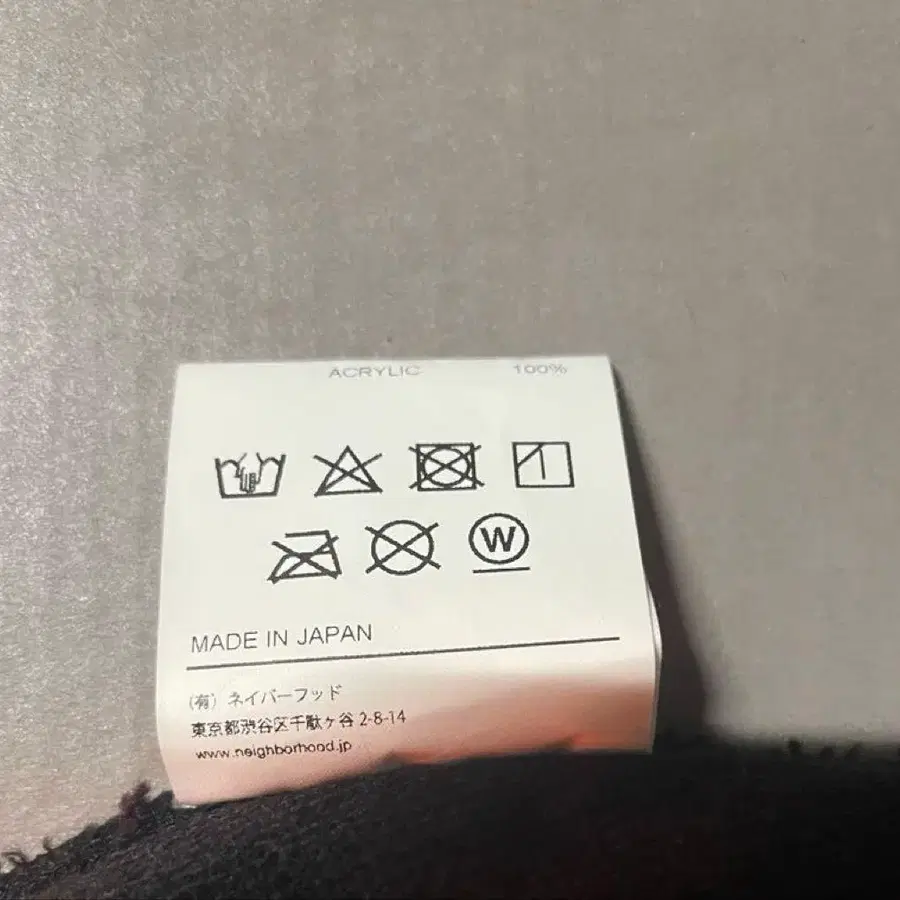 ACRYLIC 100%
W
MADE IN JAPAN
(有) ネイバーフッド
東京都渋谷区千駄ヶ谷 2-8-14
www.neighborhood.jp